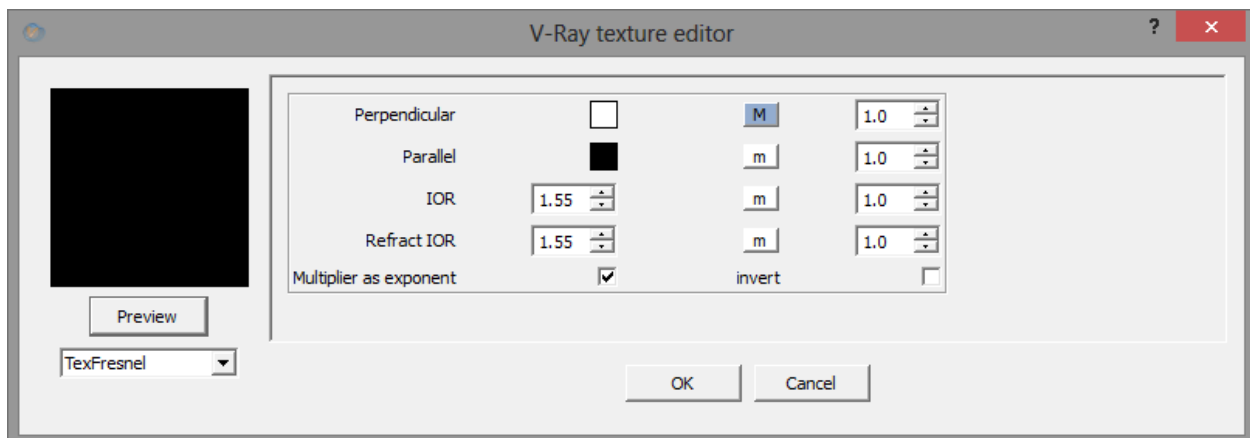 V-Ray texture editor ?
Perpendicular M 1.0
Parallel m 1.0
IOR 1.55 m 1.0
Refract IOR 1.55 m 1.0
Multiplier as exponent invert
Preview
TexFresnel
OK Cancel